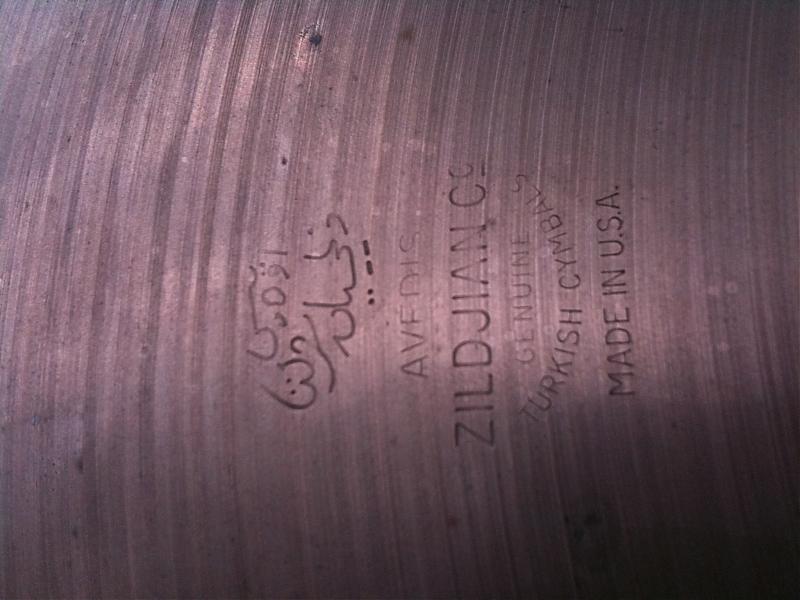 AVEDIS
ZILDJIAN CO
GENUINE
TURKISH CYMBALS
MADE IN U.S.A.